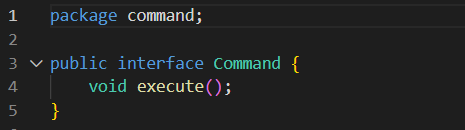 1 package command;
2
3 public interface Command {
4     void execute();
5 }